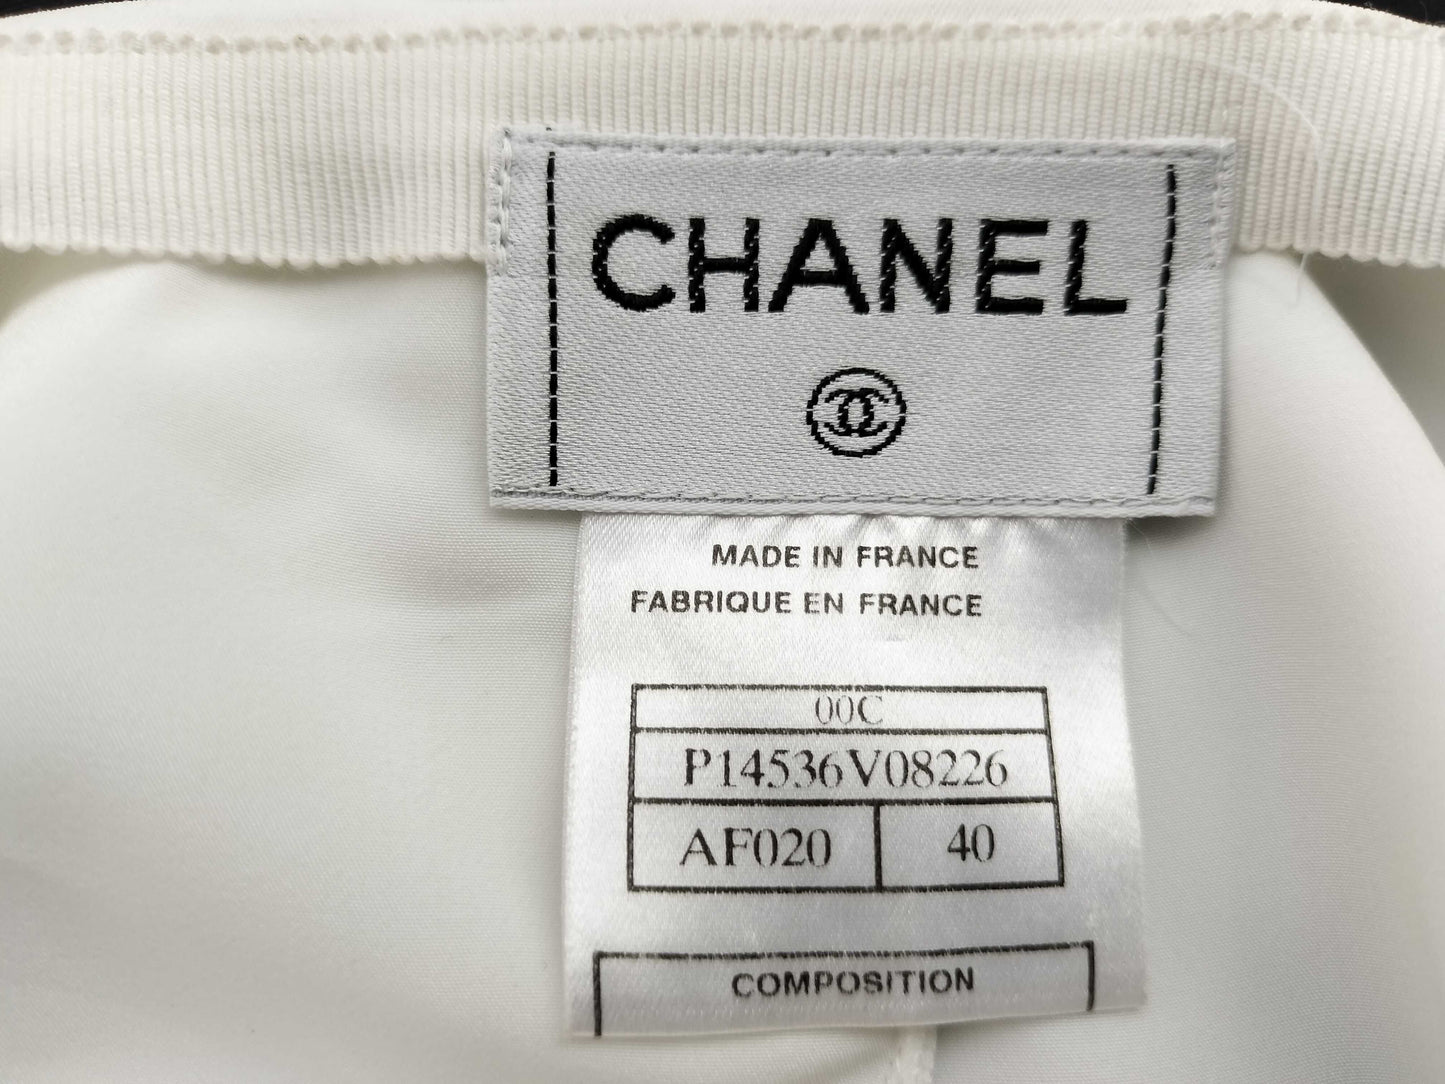 CHANEL
MADE IN FRANCE
FABRIQUE EN FRANCE
00C
P14536V08226
AF020 40
COMPOSITION